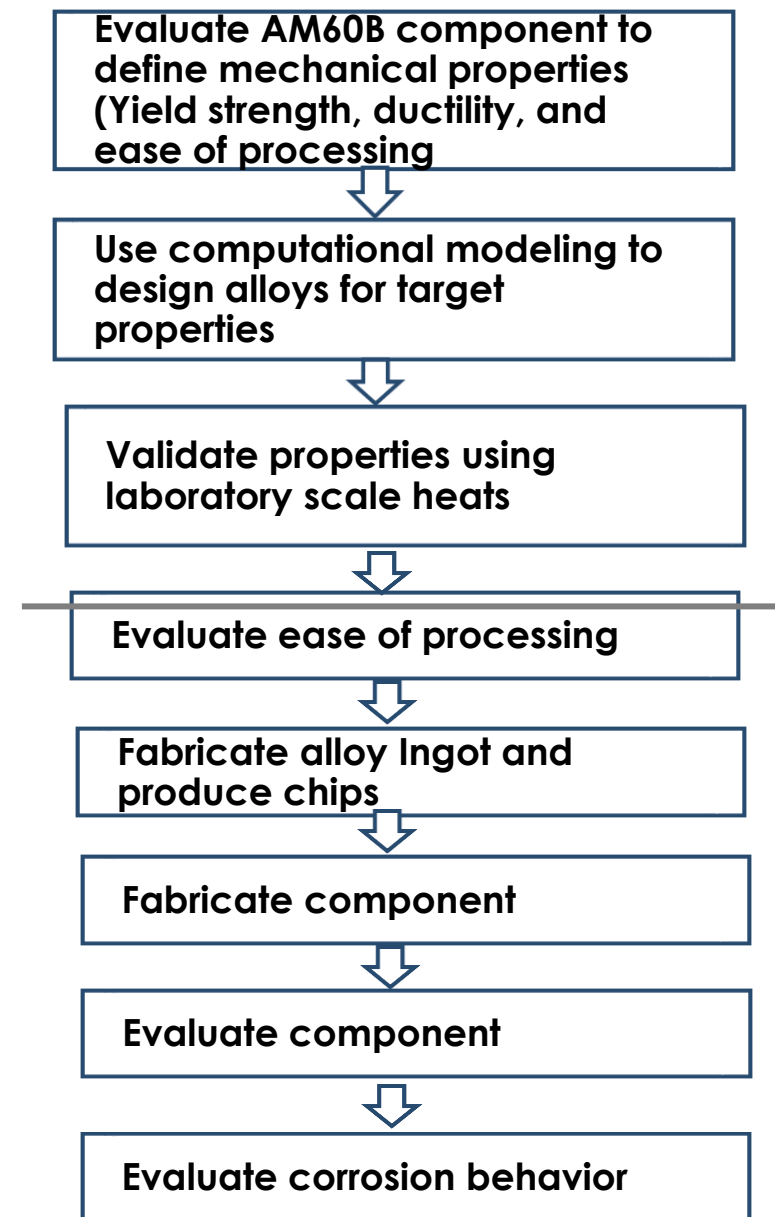 Evaluate AM60B component to
define mechanical properties
(Yield strength, ductility, and
ease of processing
Use computational modeling to
design alloys for target
properties
Validate properties using
laboratory scale heats
Evaluate ease of processing
Fabricate alloy Ingot and
produce chips
Fabricate component
Evaluate component
Evaluate corrosion behavior